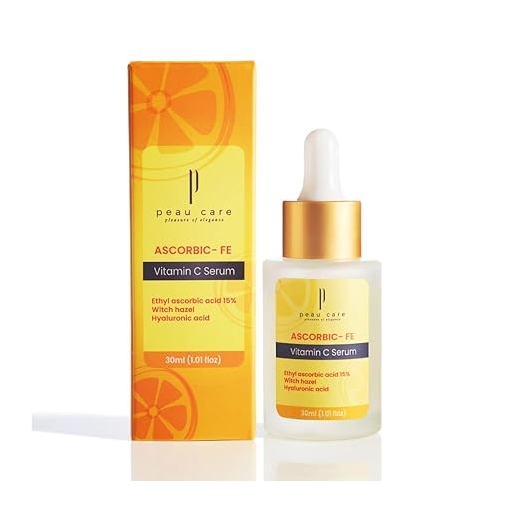 peau care
pleasure of elegance
ASCORBIC- FE
Vitamin C Serum
Ethyl ascorbic acid 15%
Witch hazel
Hyaluronic acid
30ml (1.01 floz)
peau care
pleasure of elegance
ASCORBIC- FE
Vitamin C Serum
Ethyl ascorbic acid 15%
Witch hazel
Hyaluronic acid
30ml (1.01 floz)